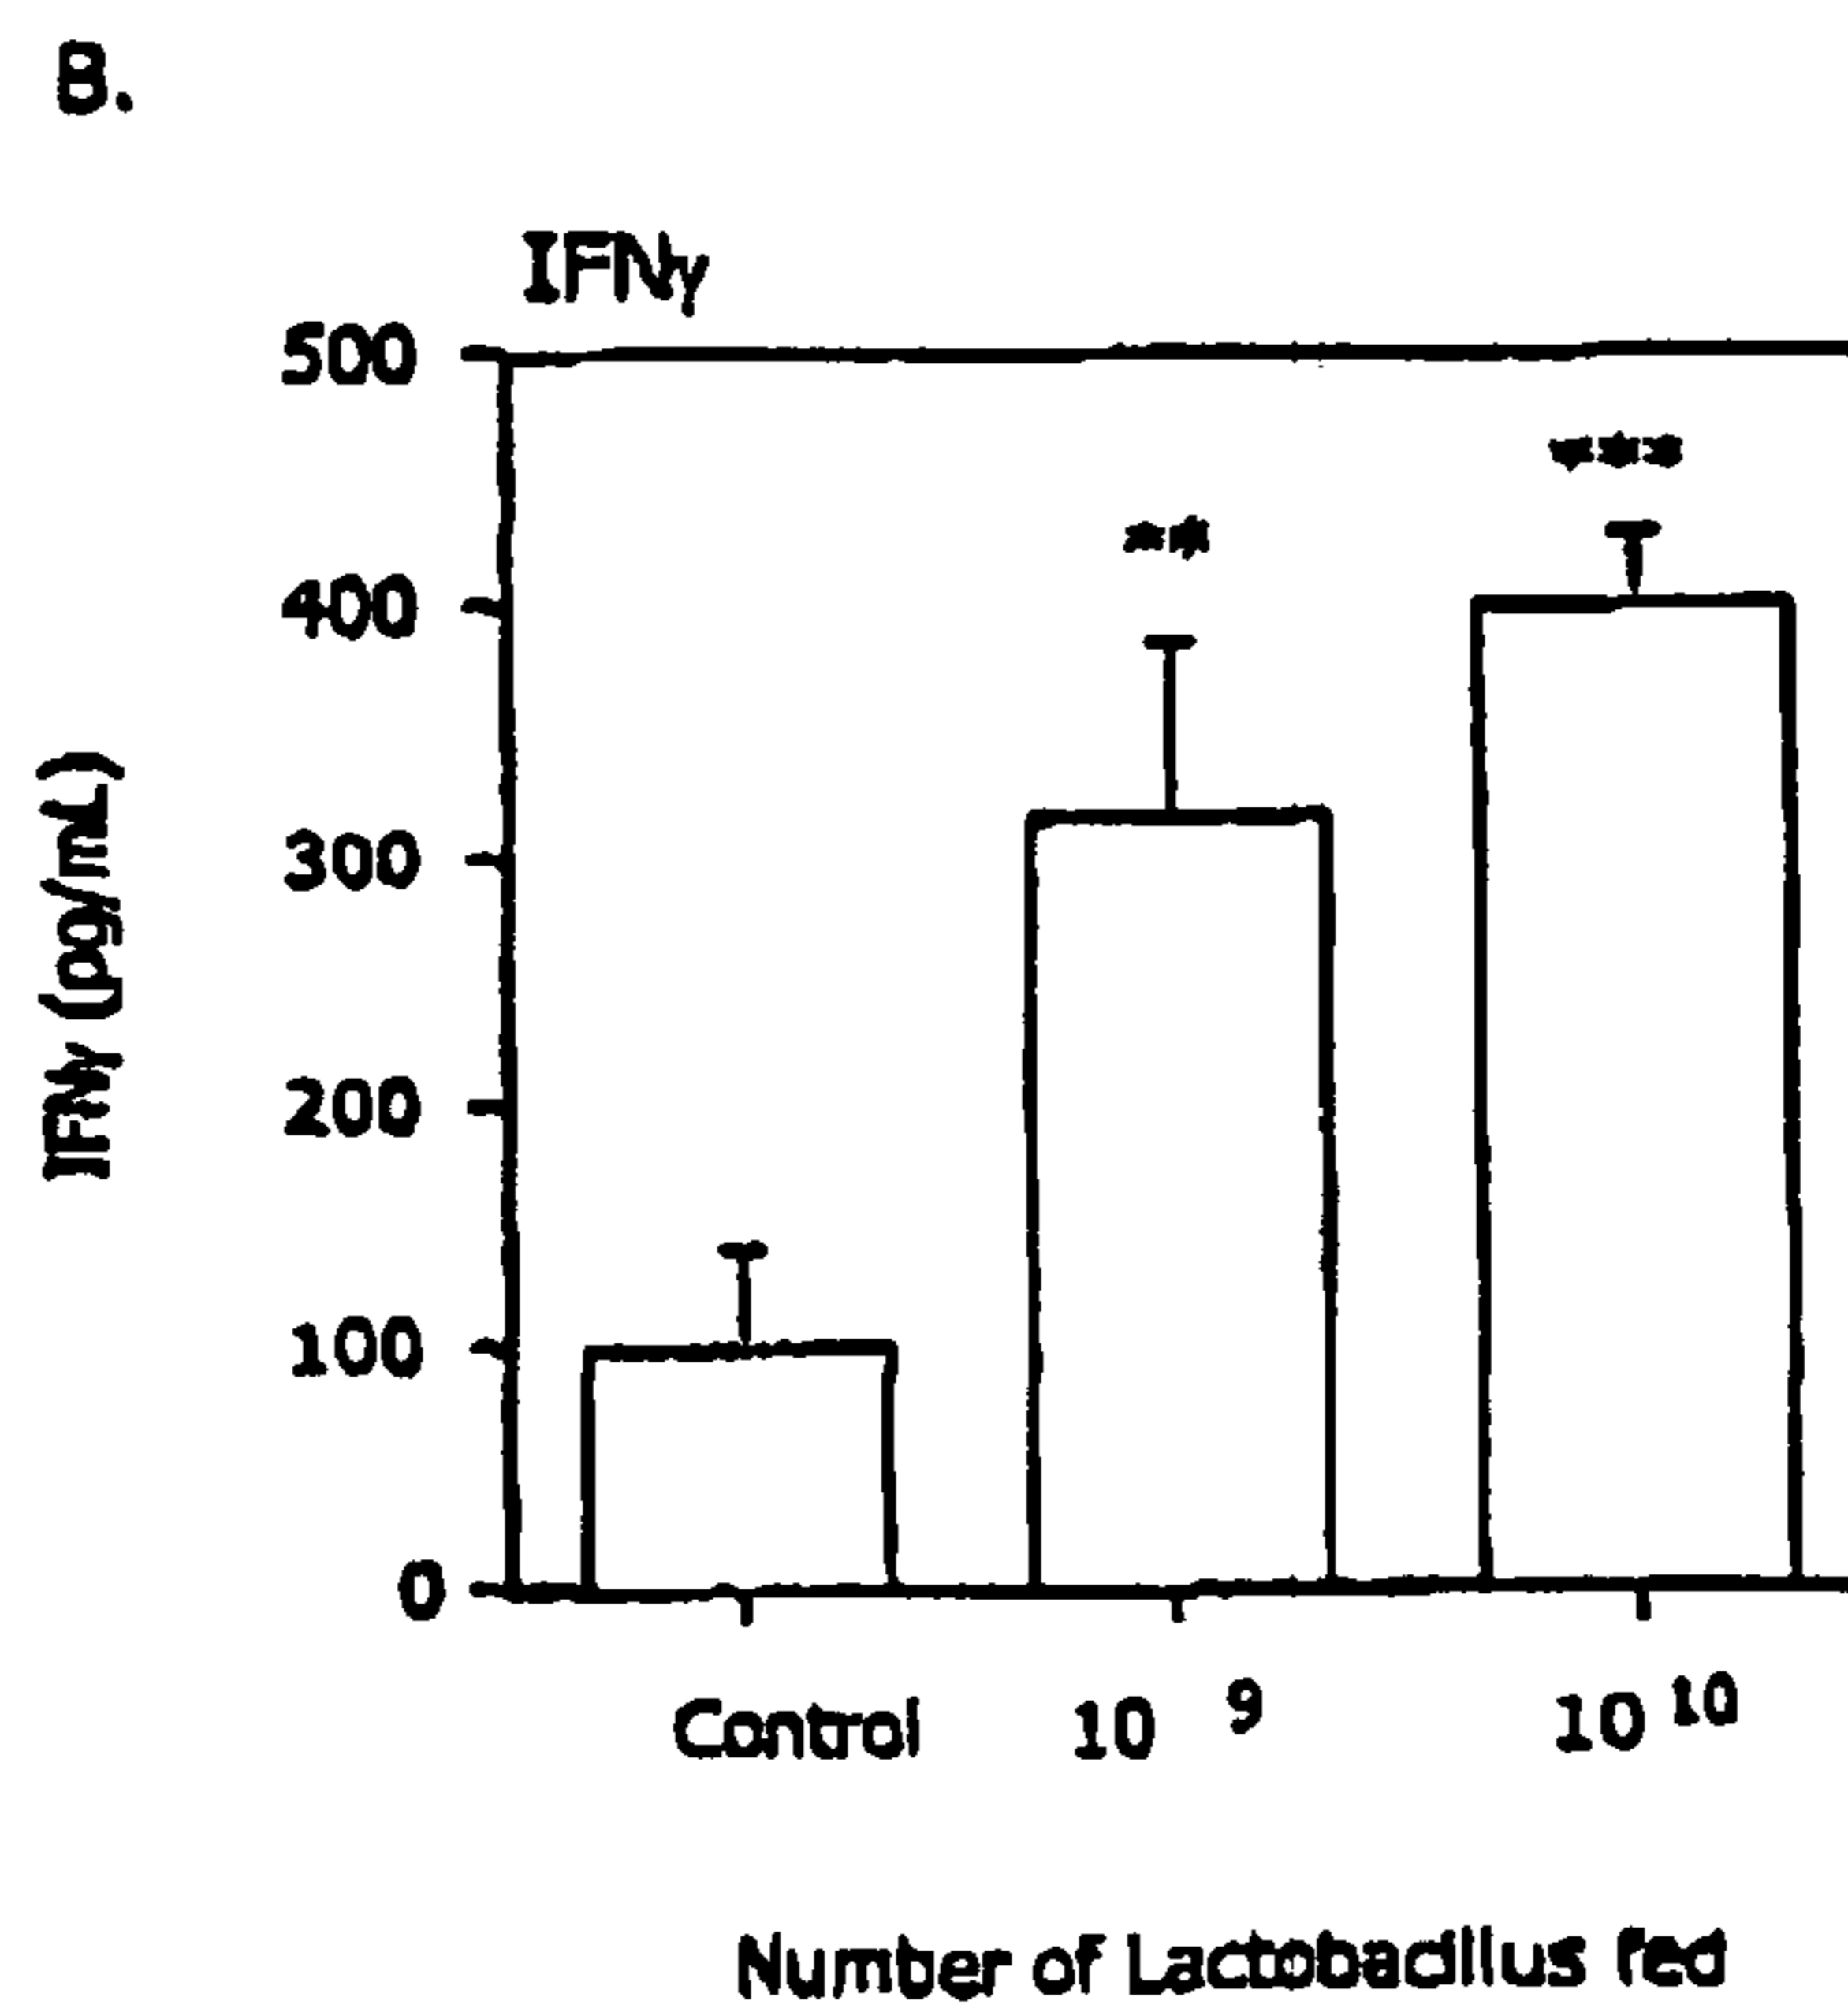 B.
IFNγ
500
400
300
200
100
0
IFNγ (pg/mL)
**
***
Control 10 9 10 10
Number of Lactobacillus fed